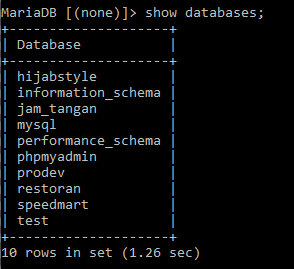 MariaDB [(none)]> show databases;
+--------------------+
| Database           |
+--------------------+
| hijabstyle         |
| information_schema |
| jam_tangan         |
| mysql              |
| performance_schema |
| phpmyadmin         |
| prodev             |
| restoran           |
| speedmart          |
| test               |
+--------------------+
10 rows in set (1.26 sec)